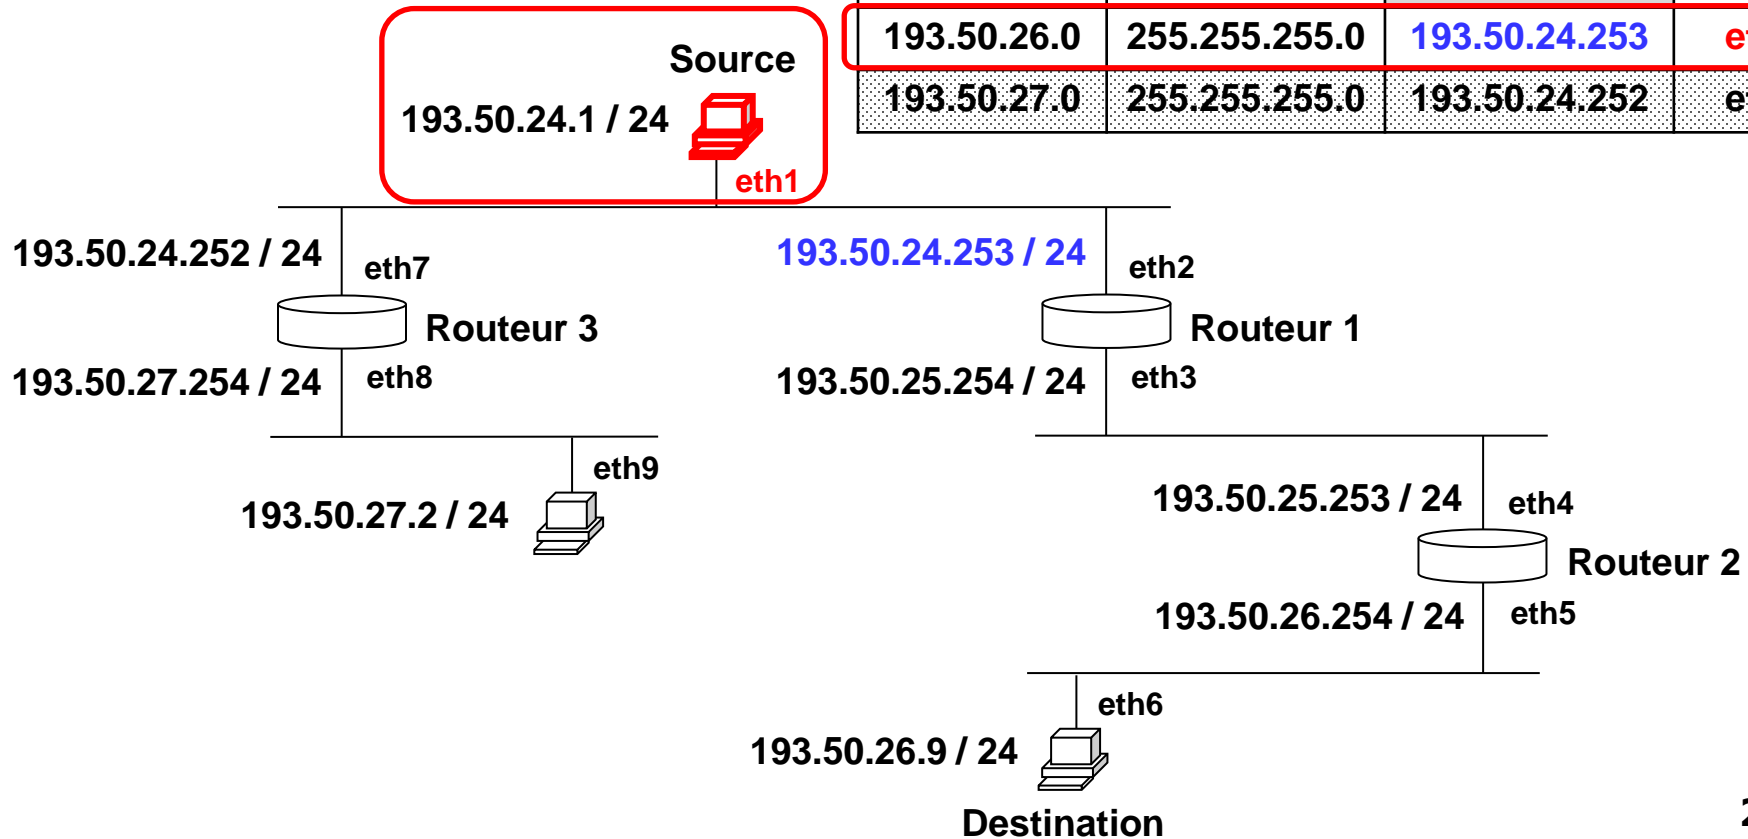 193.50.26.0 255.255.255.0 193.50.24.253
193.50.27.0 255.255.255.0 193.50.24.252
Source
193.50.24.1 / 24
eth1
193.50.24.252 / 24
eth7
193.50.24.253 / 24
eth2
Routeur 3
Routeur 1
193.50.27.254 / 24
eth8
193.50.25.254 / 24
eth3
eth9
193.50.27.2 / 24
193.50.25.253 / 24
eth4
Routeur 2
193.50.26.254 / 24
eth5
eth6
193.50.26.9 / 24
Destination